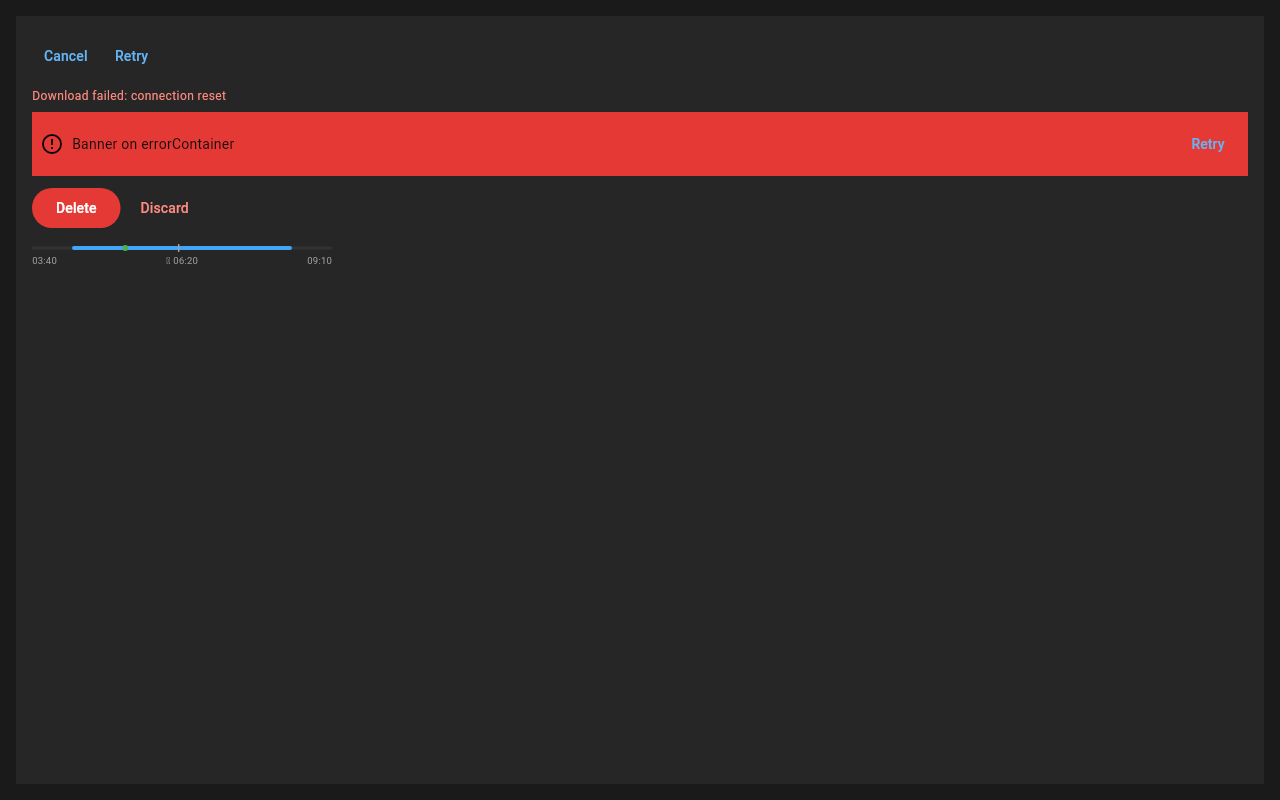 Cancel Retry
Download failed: connection reset
Banner on errorContainer Retry
Delete Discard
03:40 06:20 09:10